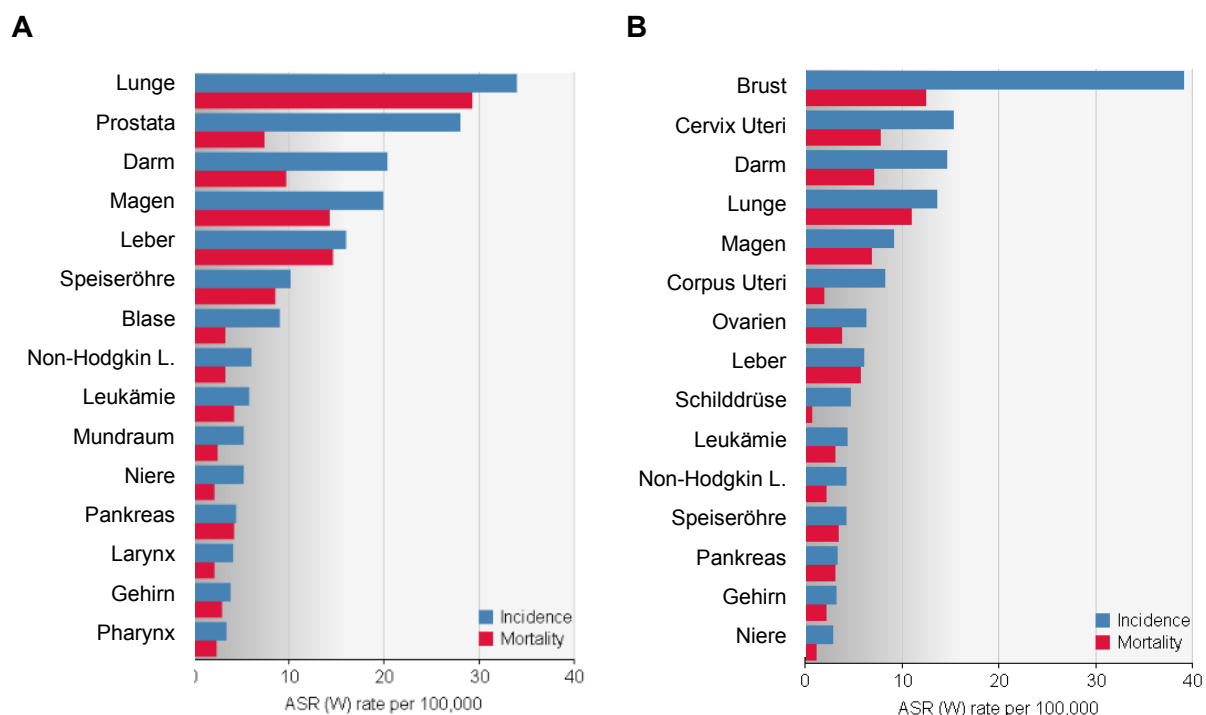 A
Lunge
Prostata
Darm
Magen
Leber
Speiseröhre
Blase
Non-Hodgkin L.
Leukämie
Mundraum
Niere
Pankreas
Larynx
Gehirn
Pharynx
Incidence
Mortality
0 10 20 30 40
ASR (W) rate per 100,000
B
Brust
Cervix Uteri
Darm
Lunge
Magen
Corpus Uteri
Ovarien
Leber
Schilddrüse
Leukämie
Non-Hodgkin L.
Speiseröhre
Pankreas
Gehirn
Niere
Incidence
Mortality
0 10 20 30 40
ASR (W) rate per 100,000